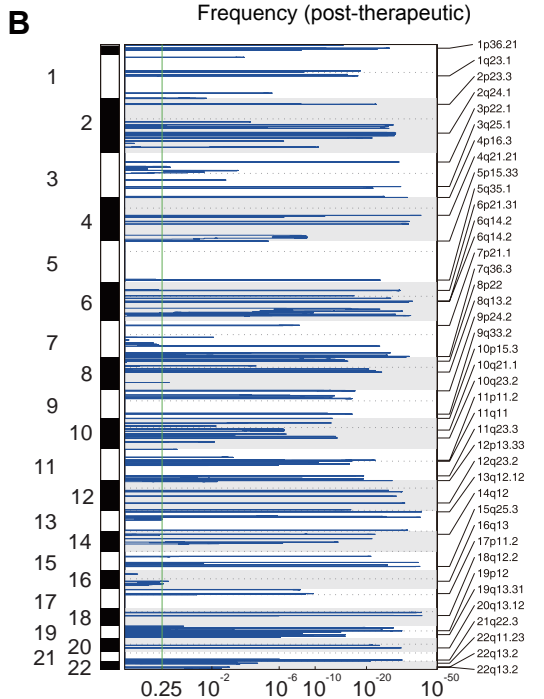 B
Frequency (post-therapeutic)
1
2
3
4
5
6
7
8
9
10
11
12
13
14
15
16
17
18
19
20
21
22
1p36.21
1q23.1
2p23.3
2q24.1
3p22.1
3q25.1
4p16.3
4q21.21
5p15.33
5q35.1
6p21.31
6q14.2
6q14.2
7p21.1
7q36.3
8p22
8q13.2
9p24.2
9q33.2
10p15.3
10q21.1
10q23.2
11p11.2
11q11
11q23.3
12p13.33
12q23.2
13q12.12
14q12
15q25.3
16q13
17p11.2
18q12.2
19p12
19q13.31
20q13.12
21q22.3
22q11.23
22q13.2
22q13.2
0.25 10-2 10-6 10-10 10-20 10-50